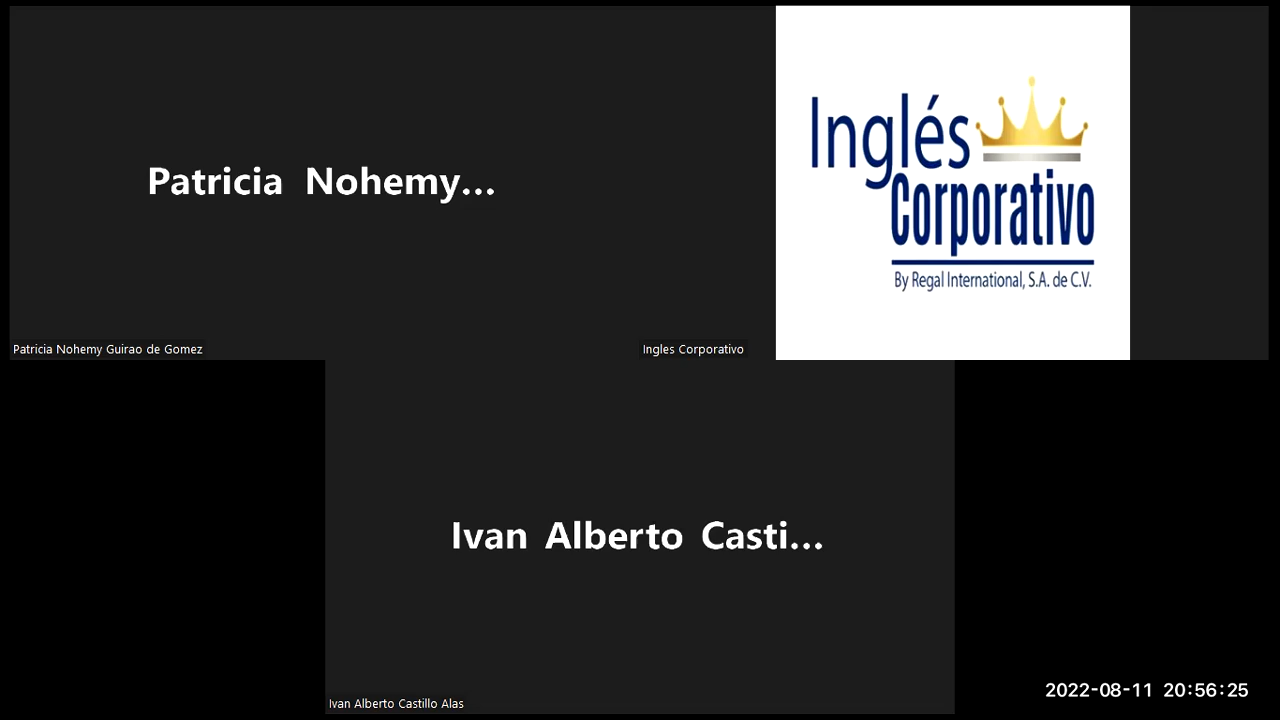 Patricia Nohemy...
Patricia Nohemy Guirao de Gomez
Inglés
Corporativo
By Regal International, S.A. de C.V.
Ingles Corporativo
Ivan Alberto Casti...
Ivan Alberto Castillo Alas
2022-08-11 20:56:25